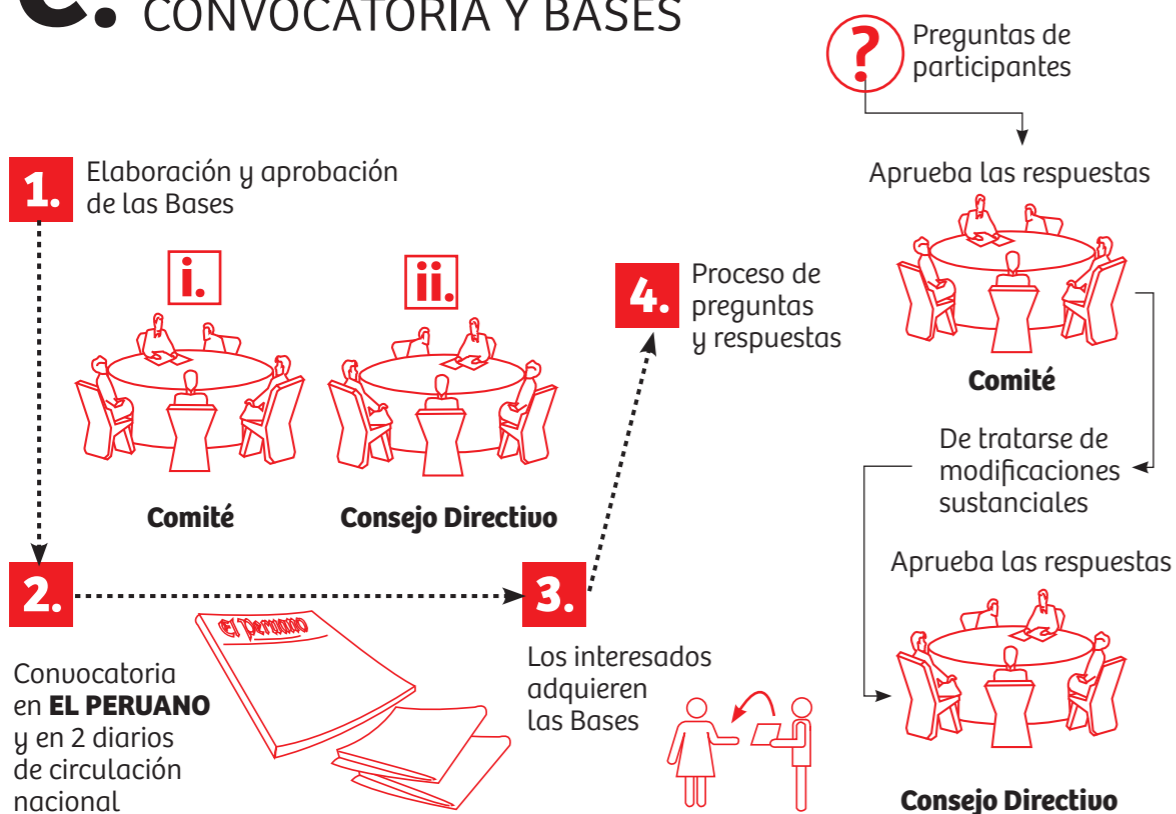 c. CONVOCATORIA Y BASES
1. Elaboración y aprobación
de las Bases
i.
ii.
Comité
Consejo Directivo
2.
Convocatoria
en EL PERUANO
y en 2 diarios
de circulación
nacional
El Peruano
3.
Los interesados
adquieren
las Bases
4. Proceso de
preguntas
y respuestas
? Preguntas de
participantes
Aprueba las respuestas
Comité
De tratarse de
modificaciones
sustanciales
Aprueba las respuestas
Consejo Directivo